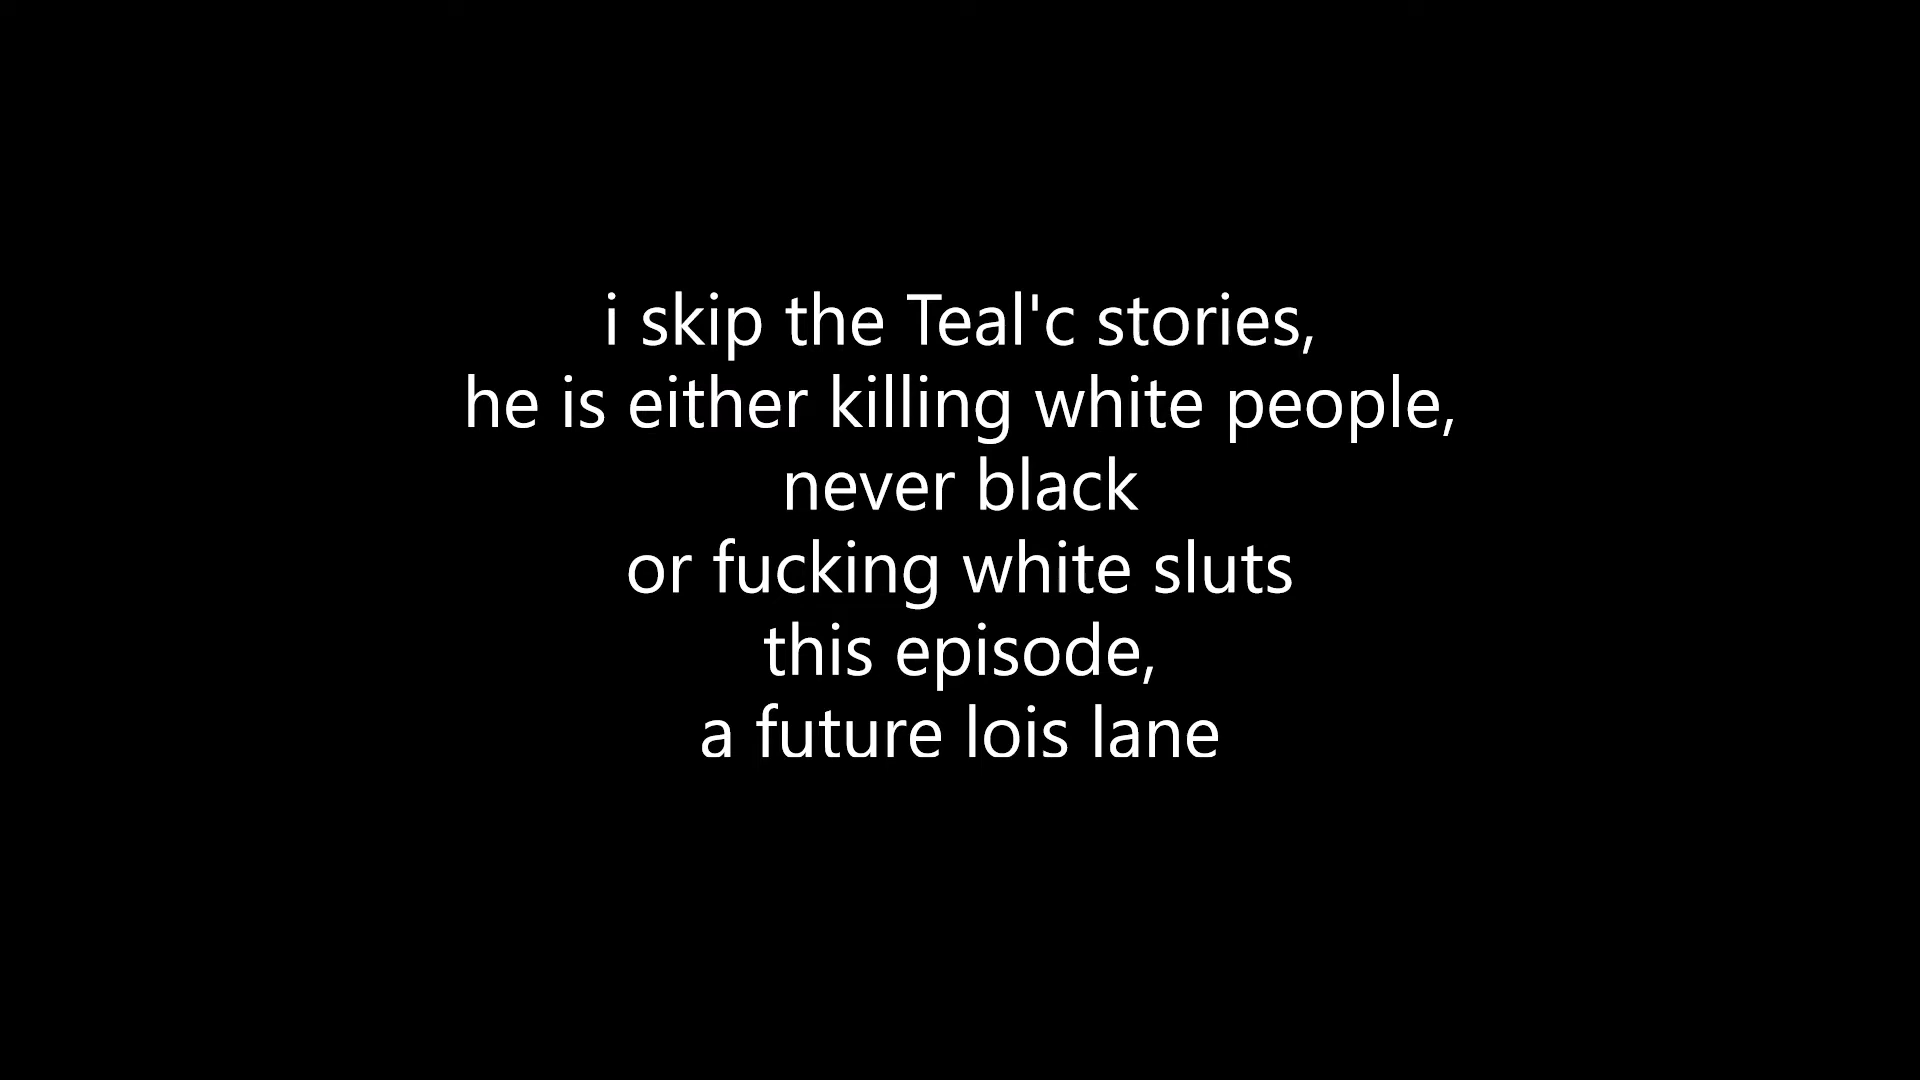 i skip the Teal'c stories,
he is either killing white people,
never black
or fucking white sluts
this episode,
a future lois lane